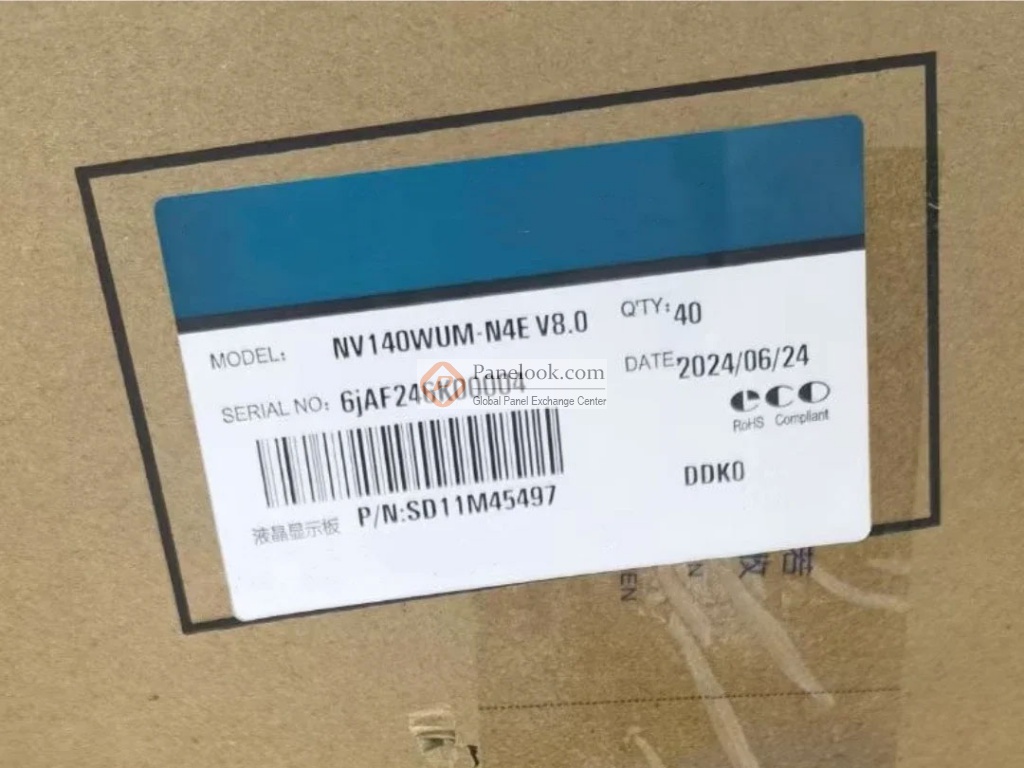 MODEL: NV140WUM-N4E V8.0
Q'TY: 40
SERIAL NO: 6jAF246K00004
DATE: 2024/06/24
Panelook.com
Global Panel Exchange Center
eco
RoHS Compliant
液晶显示板 P/N:SD11M45497
DDK0
EN
N